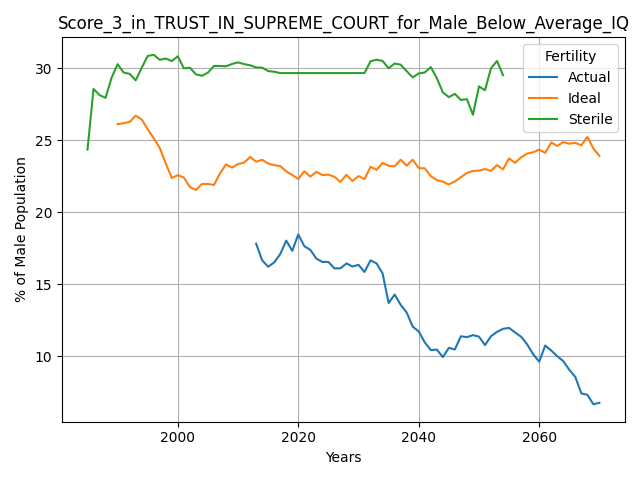 Score_3_in_TRUST_IN_SUPREME_COURT_for_Male_Below_Average_IQ
% of Male Population
30
25
20
15
10
Fertility
Actual
Ideal
Sterile
2000
2020
2040
2060
Years